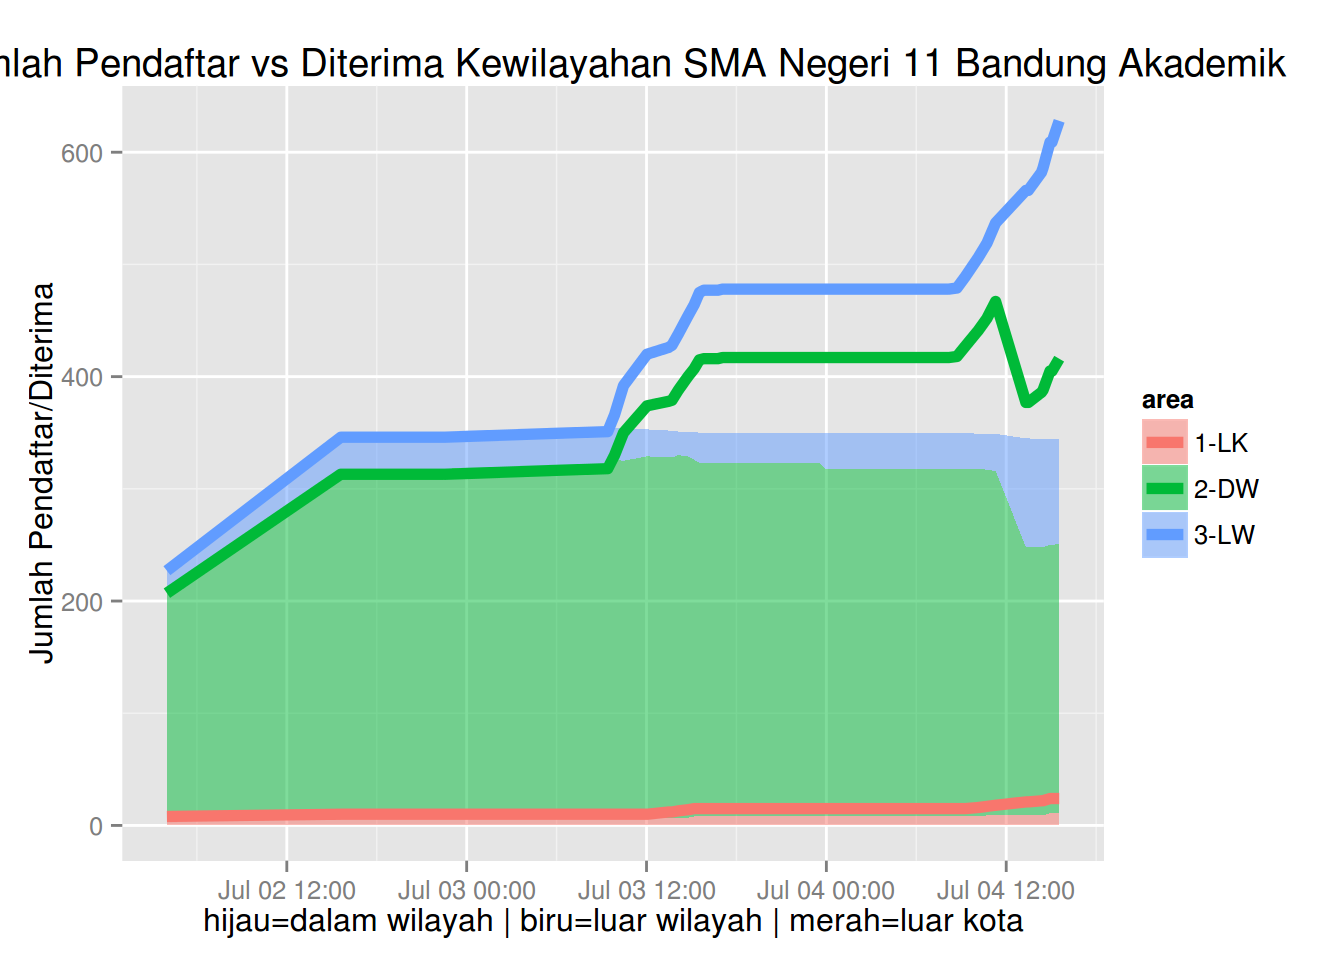 Pendaftar vs Diterima Kewilayahan SMA Negeri 11 Bandung Akademik
Jumlah Pendaftar/Diterima
600
400
200
0
Jul 02 12:00
Jul 03 00:00
Jul 03 12:00
Jul 04 00:00
Jul 04 12:00
hijau=dalam wilayah | biru=luar wilayah | merah=luar kota
area
1-LK
2-DW
3-LW